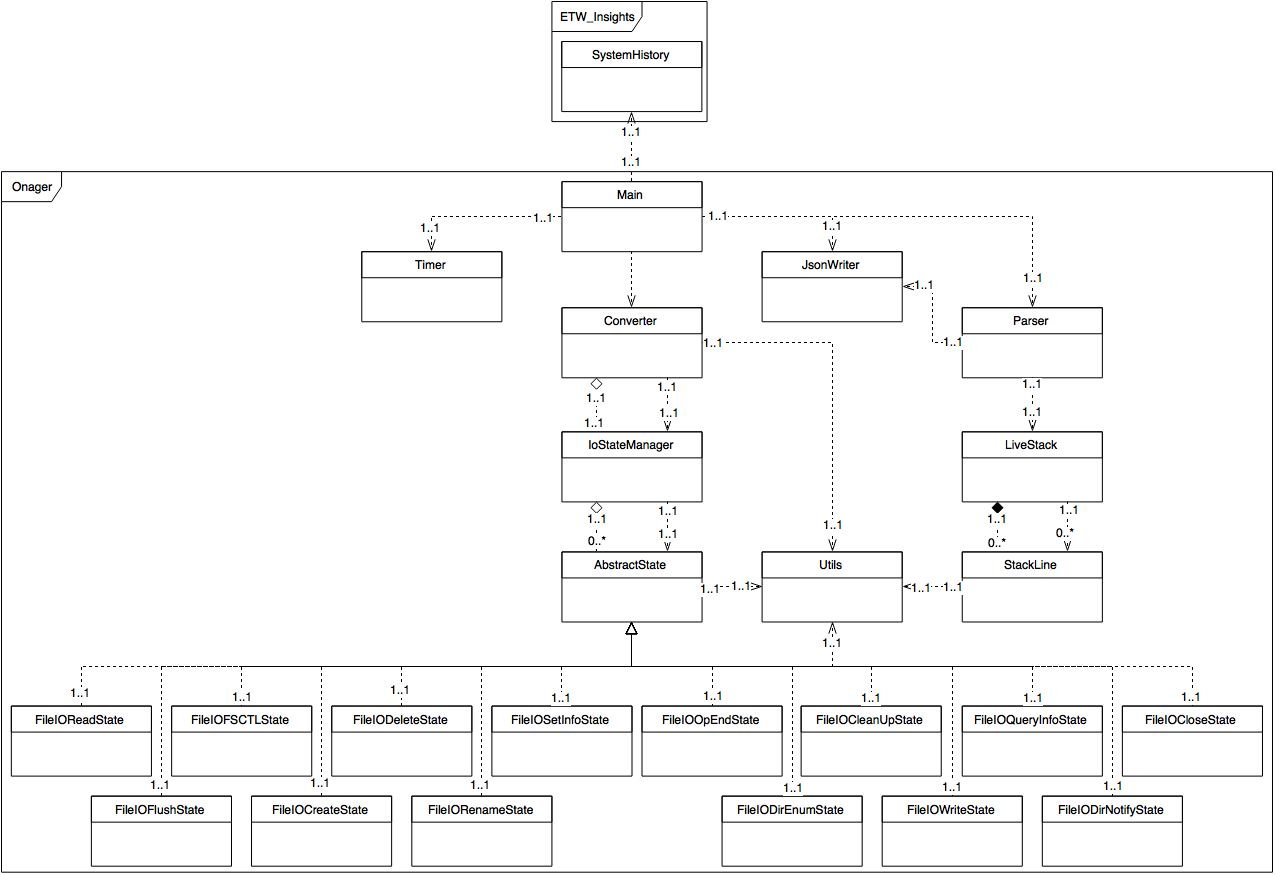 ETW_Insights
SystemHistory
1..1
1..1
Onager
Main
1..1
1..1
1..1
1..1
Timer
JsonWriter
1..1
1..1
Converter
Parser
1..1
1..1
1..1
1..1
1..1
1..1
1..1
1..1
IoStateManager
LiveStack
1..1
1..1
1..1
1..1
1..1
1..1
0..*
0..*
0..*
AbstractState
Utils
StackLine
1..1
1..1
1..1
1..1
1..1
1..1
1..1
1..1
1..1
1..1
1..1
1..1
1..1
FileIOReadState
FileIOFSCTLState
FileIODeleteState
FileIOSetInfoState
FileIOOpEndState
FileIOCleanUpState
FileIOQueryInfoState
FileIOCloseState
1..1
1..1
1..1
1..1
1..1
1..1
FileIOFlushState
FileIOCreateState
FileIORenameState
FileIODirEnumState
FileIOWriteState
FileIODirNotifyState